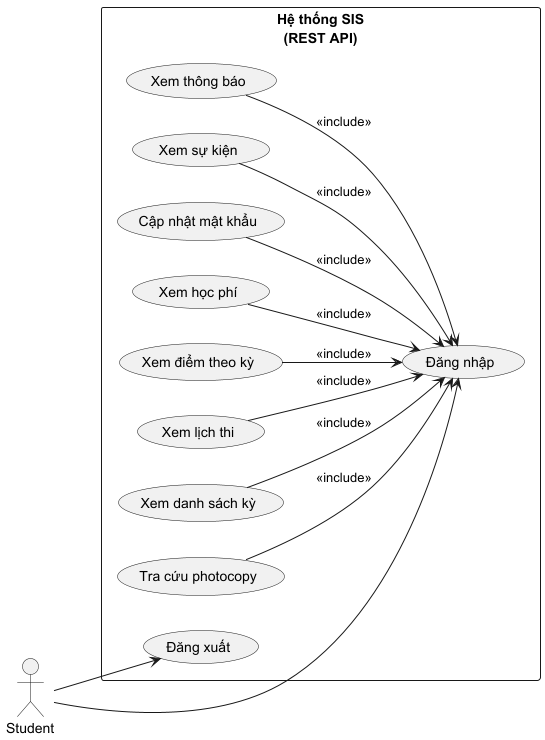 Hệ thống SIS
(REST API)
Xem thông báo
«include»
Xem sự kiện
«include»
Cập nhật mật khẩu
«include»
Xem học phí
«include»
Xem điểm theo kỳ
«include»
Đăng nhập
«include»
Xem lịch thi
«include»
Xem danh sách kỳ
«include»
Tra cứu photocopy
Đăng xuất
Student